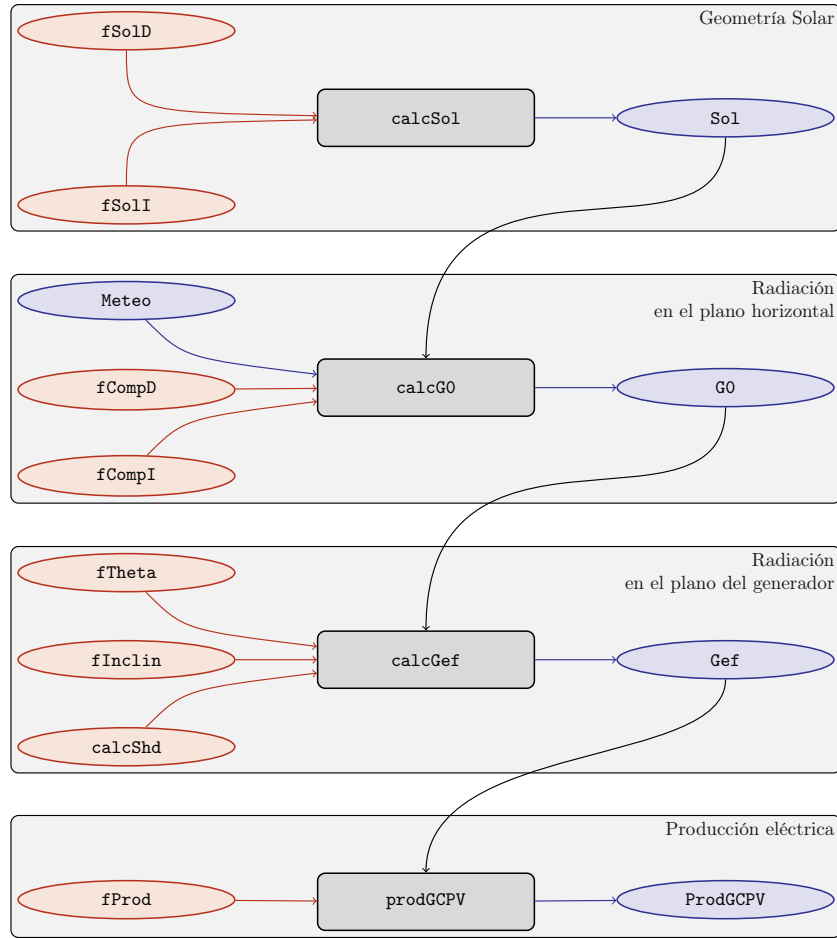 Geometría Solar
fSolD
calcSol
Sol
fSolI
Radiación
en el plano horizontal
Meteo
fCompD
calcG0
G0
fCompI
Radiación
en el plano del generador
fTheta
fInclin
calcGef
Gef
calcShd
Producción eléctrica
fProd
prodGCPV
ProdGCPV